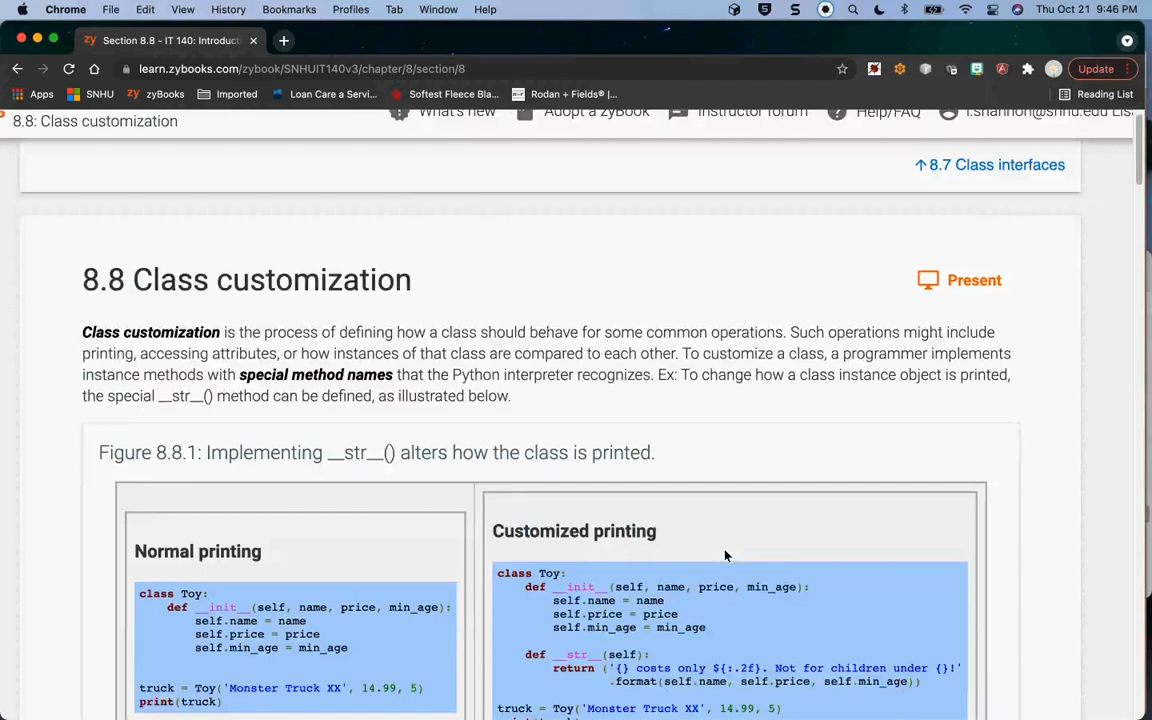 Chrome File Edit View History Bookmarks Profiles Tab Window Help Thu Oct 21 9:46 PM
zy Section 8.8 - IT 140: Introduct
learn.zybooks.com/zybook/SNHUIT140v3/chapter/8/section/8 Update
Apps SNHU zy zyBooks Imported Loan Care a Servi... Softest Fleece Bla... Rodan + Fields® |... Reading List
8.8: Class customization What's new Adopt a zyBook Instructor forum Help/FAQ l.shannon@snhu.edu Lis
↑ 8.7 Class interfaces
8.8 Class customization Present
Class customization is the process of defining how a class should behave for some common operations. Such operations might include
printing, accessing attributes, or how instances of that class are compared to each other. To customize a class, a programmer implements
instance methods with special method names that the Python interpreter recognizes. Ex: To change how a class instance object is printed,
the special __str__() method can be defined, as illustrated below.
Figure 8.8.1: Implementing __str__() alters how the class is printed.
Normal printing
class Toy:
def __init__(self, name, price, min_age):
self.name = name
self.price = price
self.min_age = min_age
truck = Toy('Monster Truck XX', 14.99, 5)
print(truck)
Customized printing
class Toy:
def __init__(self, name, price, min_age):
self.name = name
self.price = price
self.min_age = min_age
def __str__(self):
return ('{} costs only ${:.2f}. Not for children under {}!'
.format(self.name, self.price, self.min_age))
truck = Toy('Monster Truck XX', 14.99, 5)